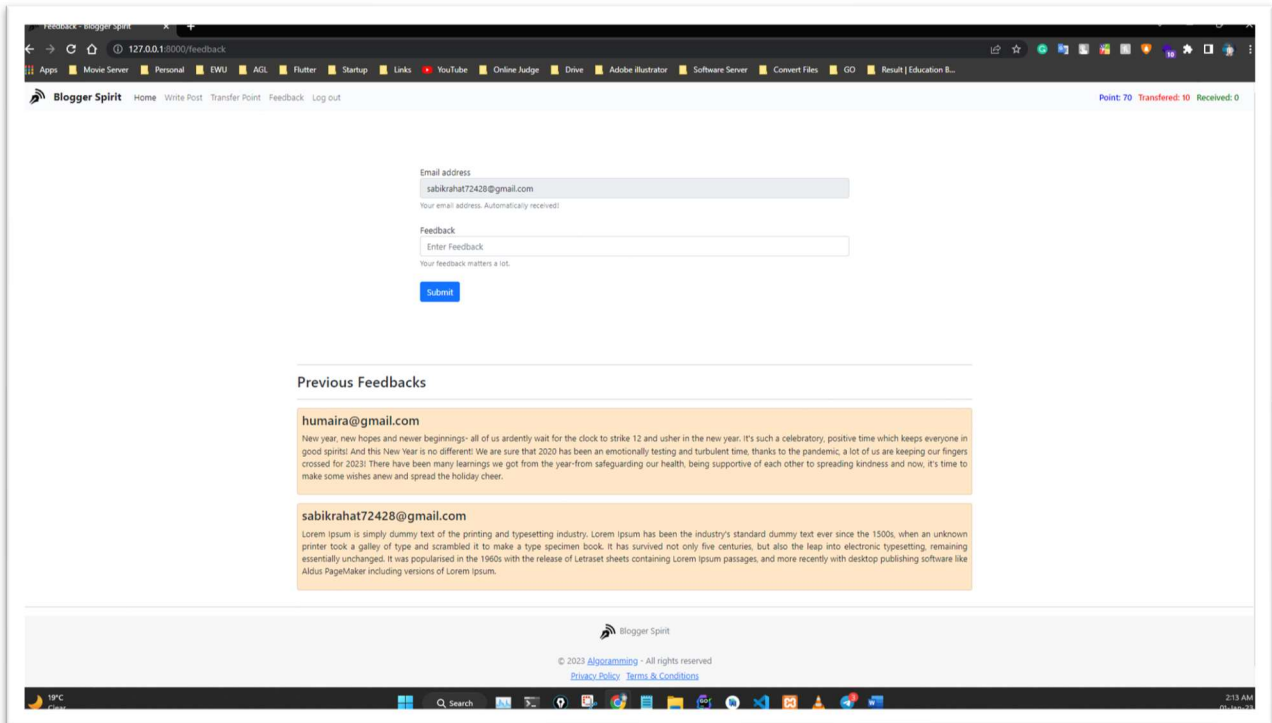 Feedback - Blogger Spirit
127.0.0.1:8000/feedback
Apps Movie Server Personal EWU AGL Flutter Startup Links YouTube Online Judge Drive Adobe illustrator Software Server Convert Files GO Result | Education B...
Blogger Spirit Home Write Post Transfer Point Feedback Log out Point: 70 Transfered: 10 Received: 0
Email address
sabikrahat72428@gmail.com
Your email address. Automatically received!
Feedback
Enter Feedback
Your feedback matters a lot.
Submit
Previous Feedbacks
humaira@gmail.com
New year, new hopes and newer beginnings- all of us ardently wait for the clock to strike 12 and usher in the new year. It's such a celebratory, positive time which keeps everyone in
good spirits! And this New Year is no different! We are sure that 2020 has been an emotionally testing and turbulent time, thanks to the pandemic, a lot of us are keeping our fingers
crossed for 2023! There have been many learnings we got from the year-from safeguarding our health, being supportive of each other to spreading kindness and now, it's time to
make some wishes anew and spread the holiday cheer.
sabikrahat72428@gmail.com
Lorem Ipsum is simply dummy text of the printing and typesetting industry. Lorem Ipsum has been the industry's standard dummy text ever since the 1500s, when an unknown
printer took a galley of type and scrambled it to make a type specimen book. It has survived not only five centuries, but also the leap into electronic typesetting, remaining
essentially unchanged. It was popularised in the 1960s with the release of Letraset sheets containing Lorem Ipsum passages, and more recently with desktop publishing software like
Aldus PageMaker including versions of Lorem Ipsum.
Blogger Spirit
© 2023 Algoramming - All rights reserved
Privacy Policy Terms & Conditions
19°C
Clear
Search
2:13 AM
01-Jan-23